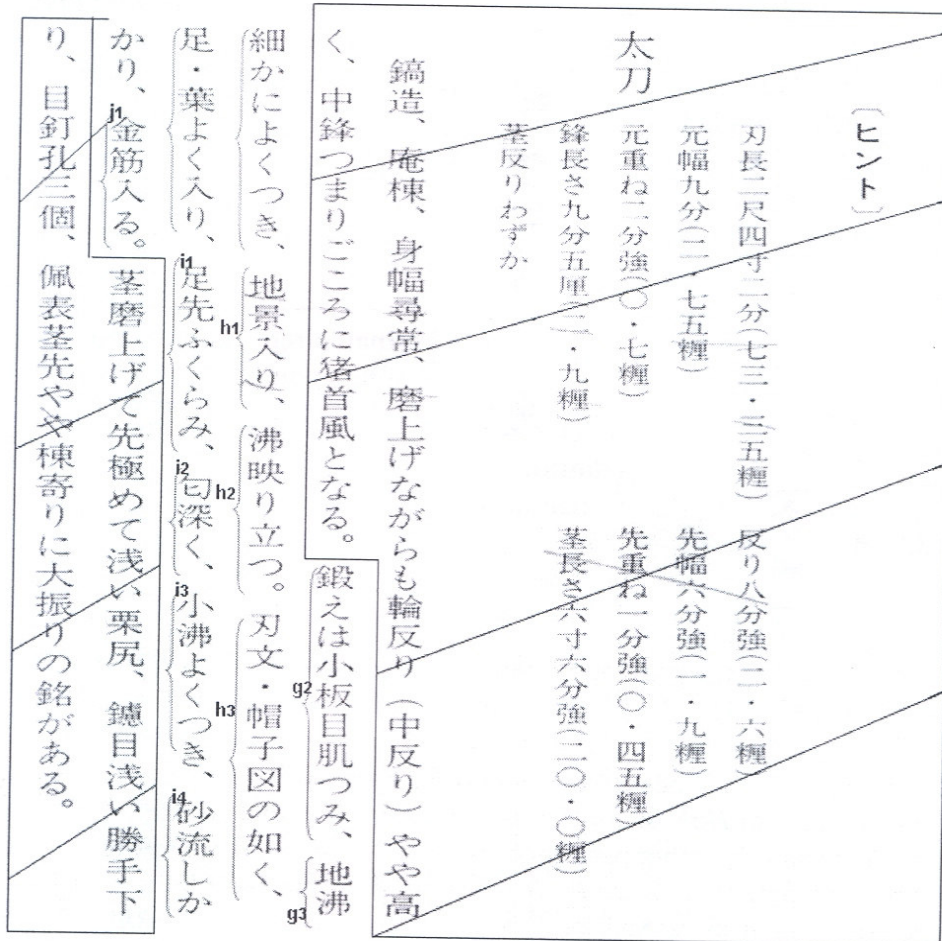 〔ヒント〕
太刀
刃長二尺四寸二分(七三・三五糎)
反り八分強(二・六糎)
元幅九分(二・七五糎)
先幅六分強(一・九糎)
元重ね二分強(〇・七糎)
先重ね一分強(〇・四五糎)
鋒長さ九分五厘(二・九糎)
茎長さ六寸六分強(二〇・〇糎)
茎反りわずか
鎬造、庵棟、身幅尋常、磨上げながらも輪反り(中反り)やや高
く、中鋒つまりごころに猪首風となる。鍛えは小板目肌つみ、地沸
g2
g3
細かによくつき、地景入り、沸映り立つ。刃文・帽子図の如く、
h1
h2
h3
足・葉よく入り、足先ふくらみ、匂深く、小沸よくつき、砂流しか
i1
i2
i3
i4
かり、金筋入る。茎磨上げて先極めて浅い栗尻、鑢目浅い勝手下
j1
り、目釘孔三個、佩表茎先やや棟寄りに大振りの銘がある。